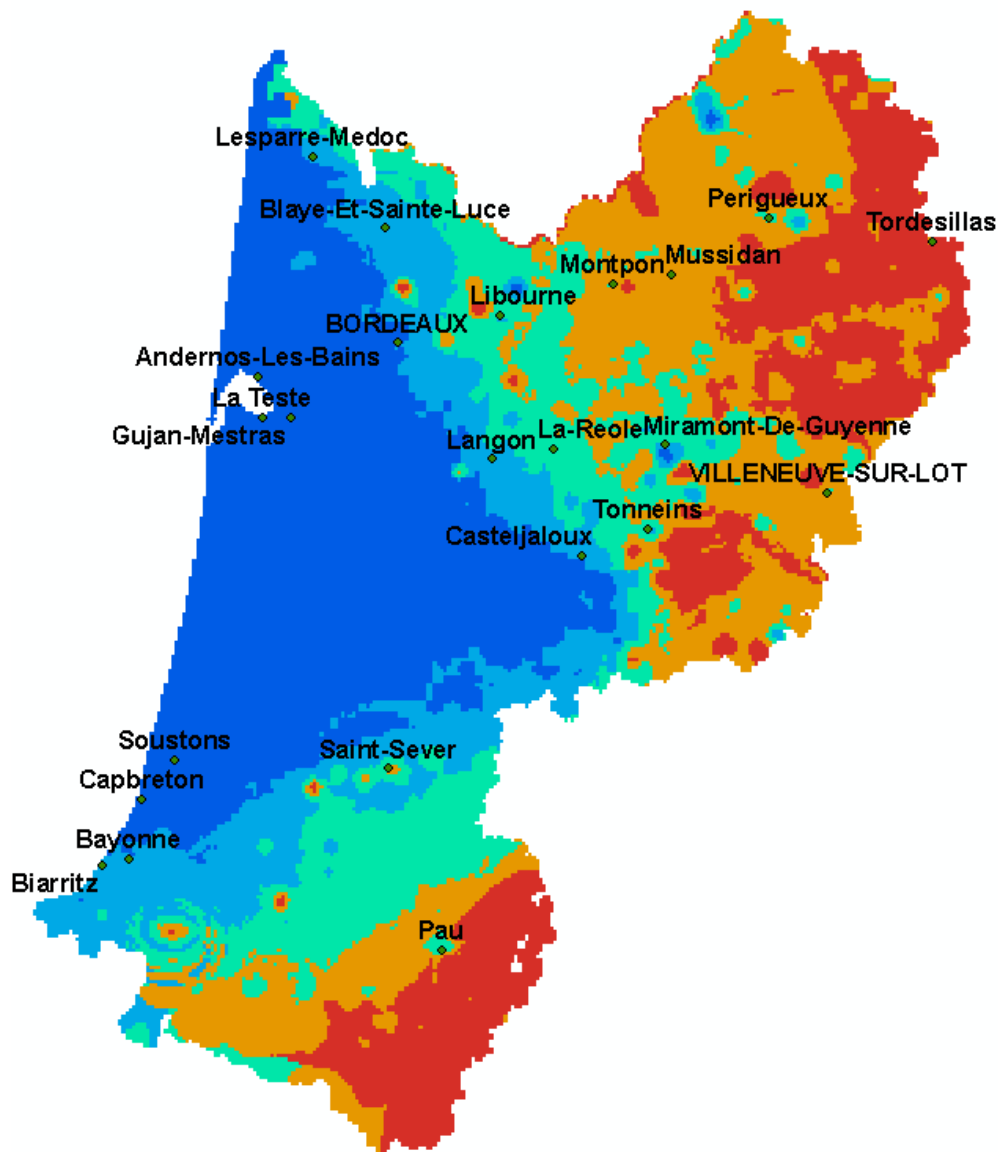 Lesparre-Medoc
Blaye-Et-Sainte-Luce
Perigueux
Tordesillas
Mussidan
Montpon
Libourne
BORDEAUX
Andernos-Les-Bains
La Teste
Gujan-Mestras
La-Reole
Miramont-De-Guyenne
Langon
VILLENEUVE-SUR-LOT
Tonneins
Casteljaloux
Soustons
Saint-Sever
Capbreton
Bayonne
Biarritz
Pau